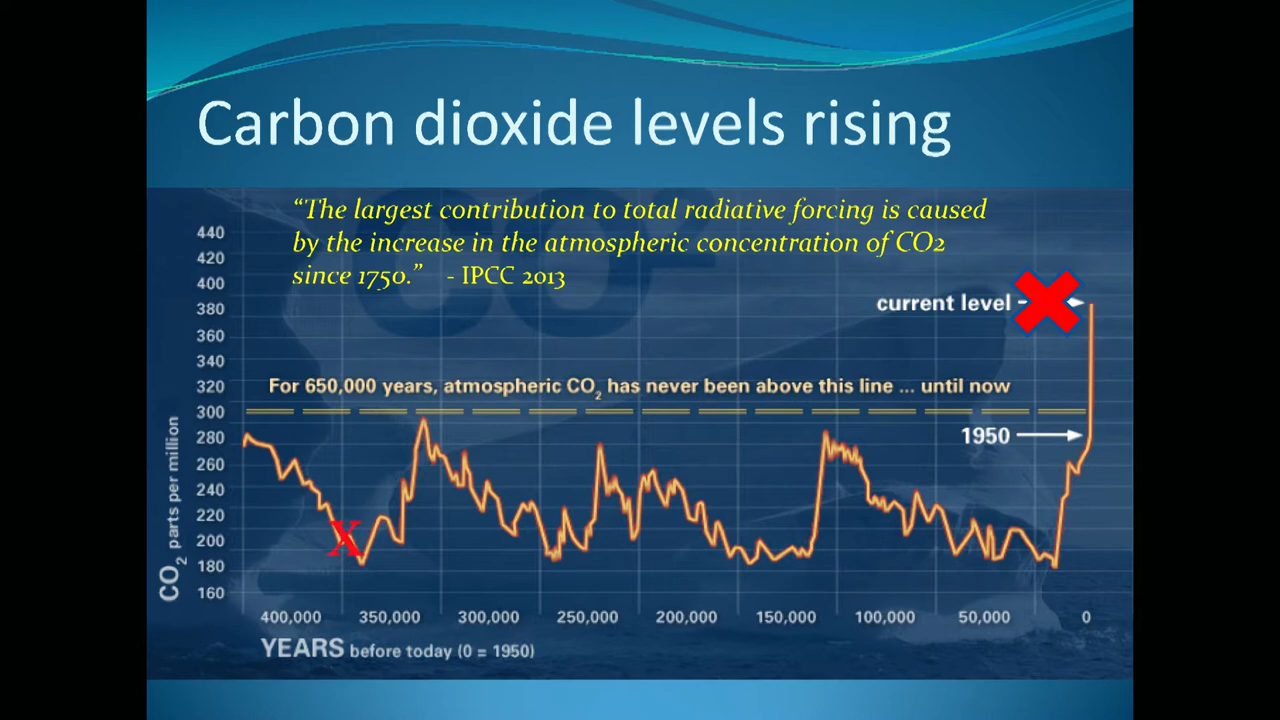 Carbon dioxide levels rising
“The largest contribution to total radiative forcing is caused
by the increase in the atmospheric concentration of CO2
since 1750.” - IPCC 2013
CO2
440
420
400
380
360
340
320
300
280
260
240
220
200
180
160
CO2 parts per million
current level
For 650,000 years, atmospheric CO2 has never been above this line ... until now
1950
X
400,000 350,000 300,000 250,000 200,000 150,000 100,000 50,000 0
YEARS before today (0 = 1950)